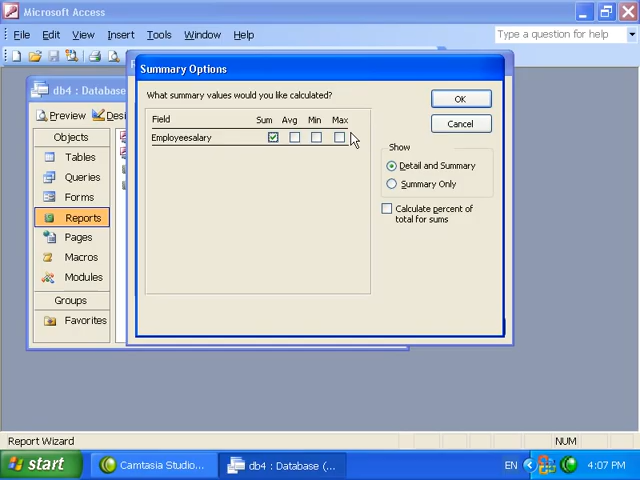 Microsoft Access
File Edit View Insert Tools Window Help
Type a question for help
Summary Options
db4 : Database
What summary values would you like calculated?
Preview
Field Sum Avg Min Max
Employeesalary
OK
Cancel
Show
Detail and Summary
Summary Only
Calculate percent of
total for sums
Objects
Tables
Queries
Forms
Reports
Pages
Macros
Modules
Groups
Favorites
Report Wizard
NUM
start
Camtasia Studio...
db4 : Database (...
EN
4:07 PM